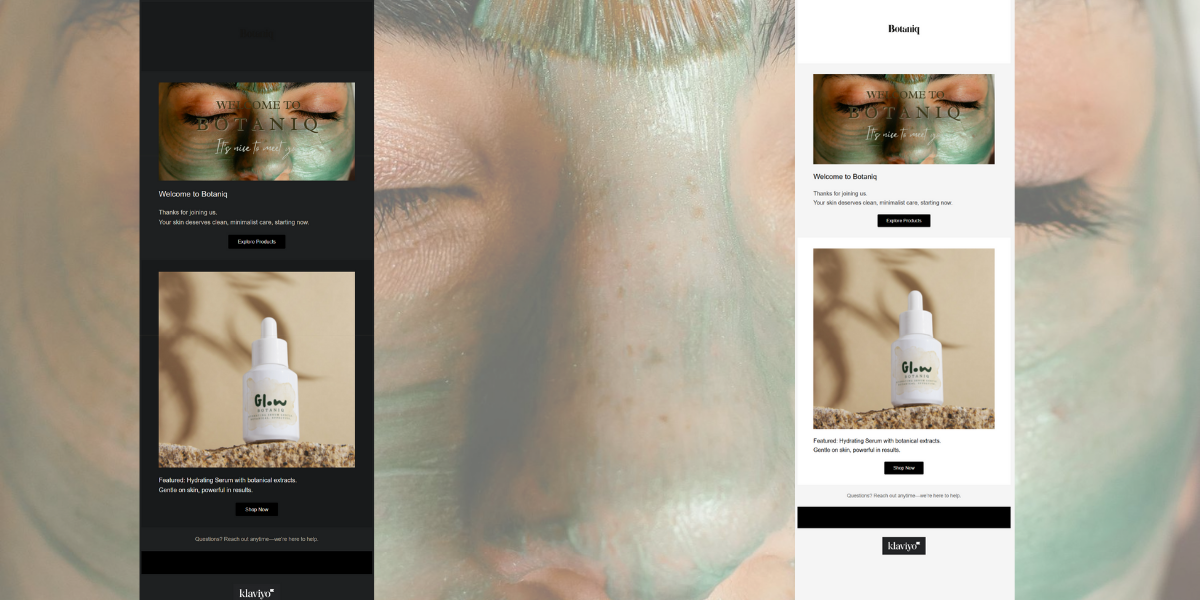 WELCOME TO
BOTANIQ
It's nice to meet you
Welcome to Botaniq
Thanks for joining us.
Your skin deserves clean, minimalist care, starting now.
Explore Products
Glow
BOTANIQ
Featured: Hydrating Serum with botanical extracts.
Gentle on skin, powerful in results.
Shop Now
Questions? Reach out anytime—we're here to help.
klaviyo
Botaniq
WELCOME TO
BOTANIQ
It's nice to meet you
Welcome to Botaniq
Thanks for joining us.
Your skin deserves clean, minimalist care, starting now.
Explore Products
Glow
BOTANIQ
Featured: Hydrating Serum with botanical extracts.
Gentle on skin, powerful in results.
Shop Now
Questions? Reach out anytime—we're here to help.
klaviyo